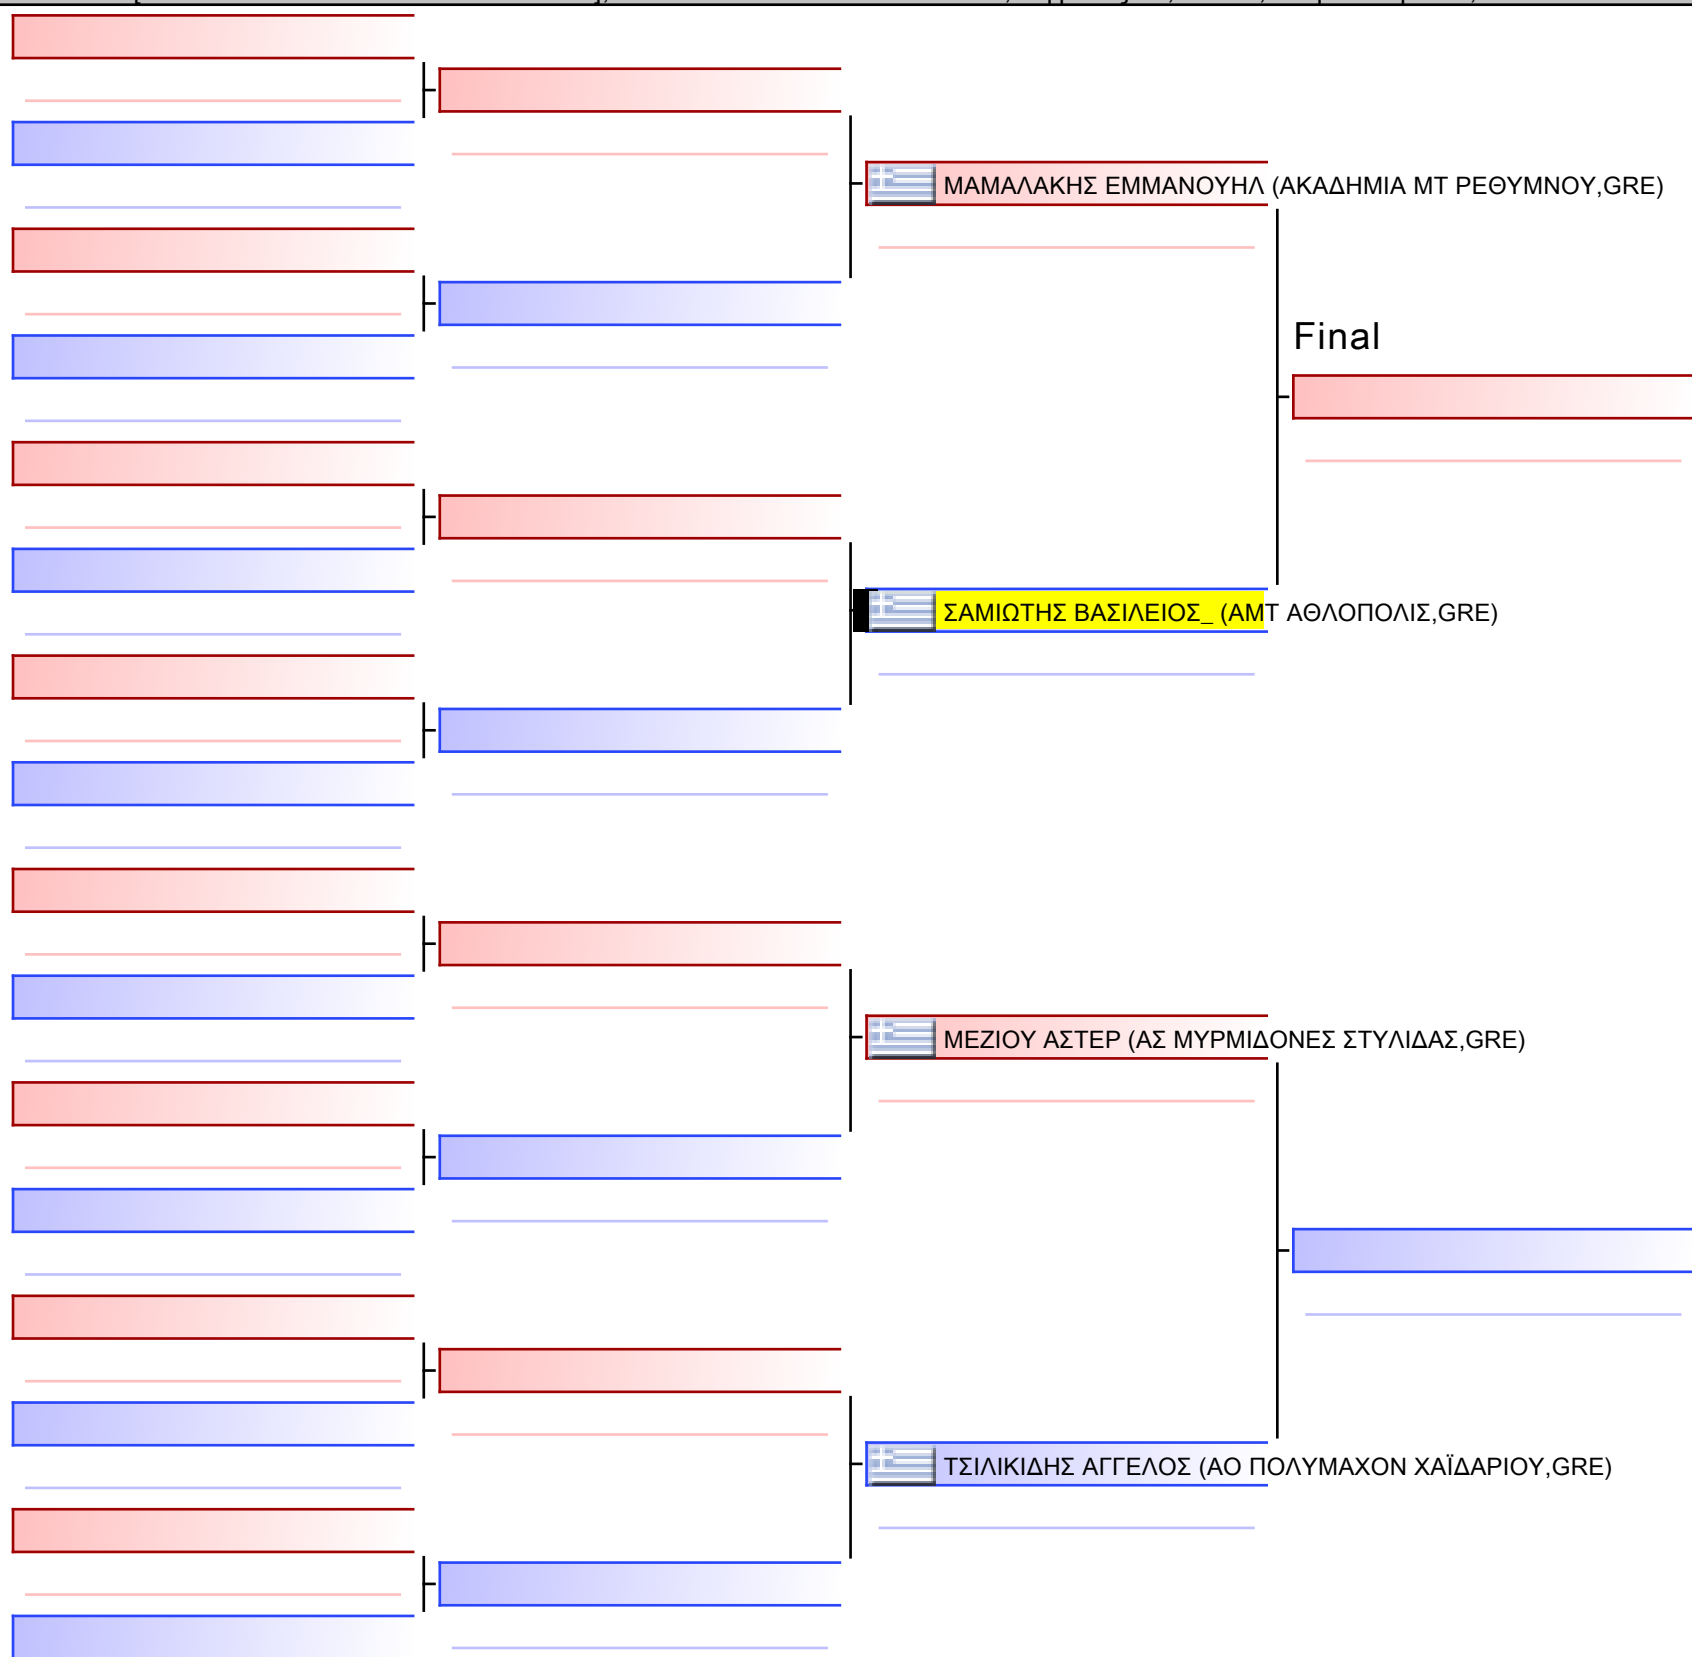 ΜΑΜΑΛΑΚΗΣ ΕΜΜΑΝΟΥΗΛ (ΑΚΑΔΗΜΙΑ ΜΤ ΡΕΘΥΜΝΟΥ,GRE)
Final
ΣΑΜΙΩΤΗΣ ΒΑΣΙΛΕΙΟΣ_ (ΑΜΤ ΑΘΛΟΠΟΛΙΣ,GRE)
ΜΕΖΙΟΥ ΑΣΤΕΡ (ΑΣ ΜΥΡΜΙΔΟΝΕΣ ΣΤΥΛΙΔΑΣ,GRE)
ΤΣΙΛΙΚΙΔΗΣ ΑΓΓΕΛΟΣ (ΑΟ ΠΟΛΥΜΑΧΟΝ ΧΑΪΔΑΡΙΟΥ,GRE)